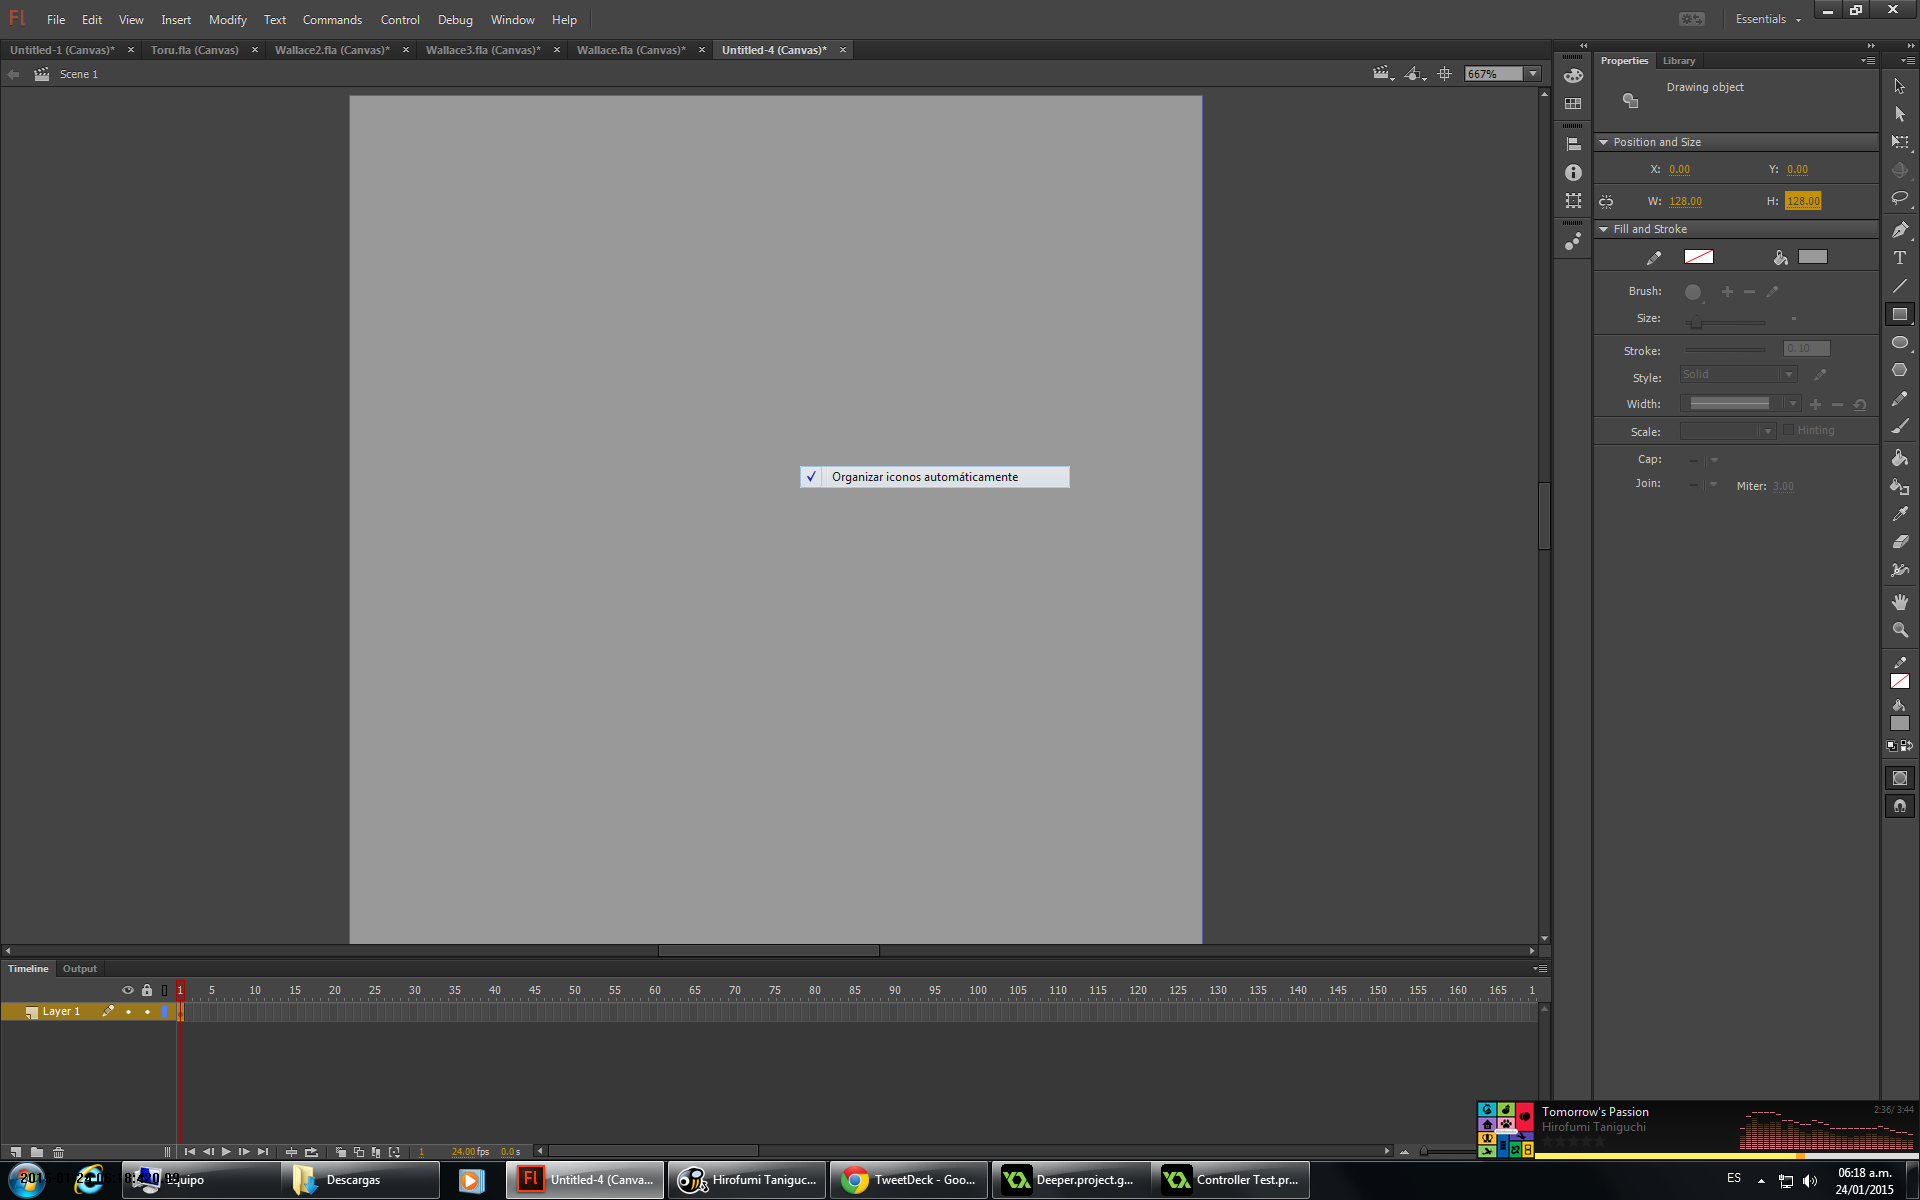 Fl File Edit View Insert Modify Text Commands Control Debug Window Help Essentials
Untitled-1 (Canvas)* Toru.fla (Canvas) Wallace2.fla (Canvas)* Wallace3.fla (Canvas)* Wallace.fla (Canvas)* Untitled-4 (Canvas)*
Scene 1 667%
Properties Library
Drawing object
Position and Size
X: 0.00 Y: 0.00
W: 128.00 H: 128.00
Fill and Stroke
Brush:
Size:
Stroke: 0.10
Style: Solid
Width:
Scale: Hinting
Cap:
Join: Miter: 3.00
Organizar iconos automáticamente
Timeline Output
1 5 10 15 20 25 30 35 40 45 50 55 60 65 70 75 80 85 90 95 100 105 110 115 120 125 130 135 140 145 150 155 160 165 1
Layer 1
1 24.00 fps 0.0 s
Tomorrow's Passion 2:36/ 3:44
Hirofumi Taniguchi
Equipo Descargas Fl Untitled-4 (Canva... Hirofumi Taniguc... TweetDeck - Goo... Deeper.project.g... Controller Test.pr... ES 06:18 a.m.
24/01/2015